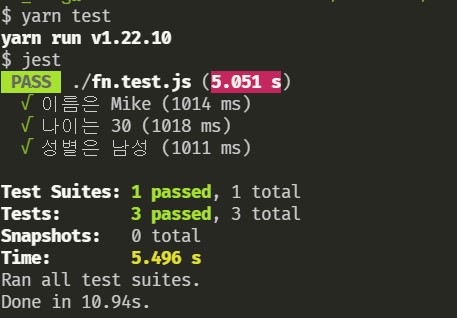 $ yarn test
yarn run v1.22.10
$ jest
PASS ./fn.test.js (5.051 s)
√ 이름은 Mike (1014 ms)
√ 나이는 30 (1018 ms)
√ 성별은 남성 (1011 ms)
Test Suites: 1 passed, 1 total
Tests: 3 passed, 3 total
Snapshots: 0 total
Time: 5.496 s
Ran all test suites.
Done in 10.94s.